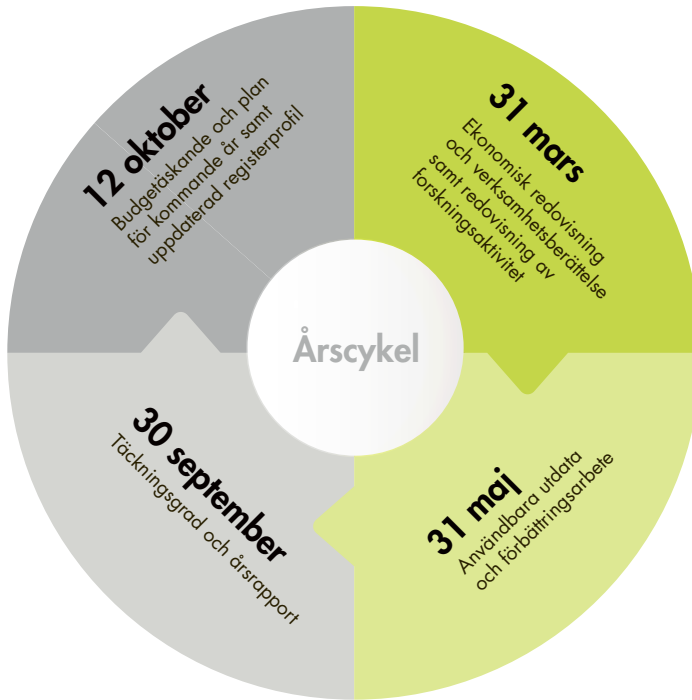 Årscykel
31 mars
Ekonomisk redovisning
och verksamhetsberättelse
samt redovisning av
forskningsaktivitet
31 maj
Användbara utdata
och förbättringsarbete
30 september
Täckningsgrad och årsrapport
12 oktober
Budgetäskande och plan
för kommande år samt
uppdaterad registerprofil